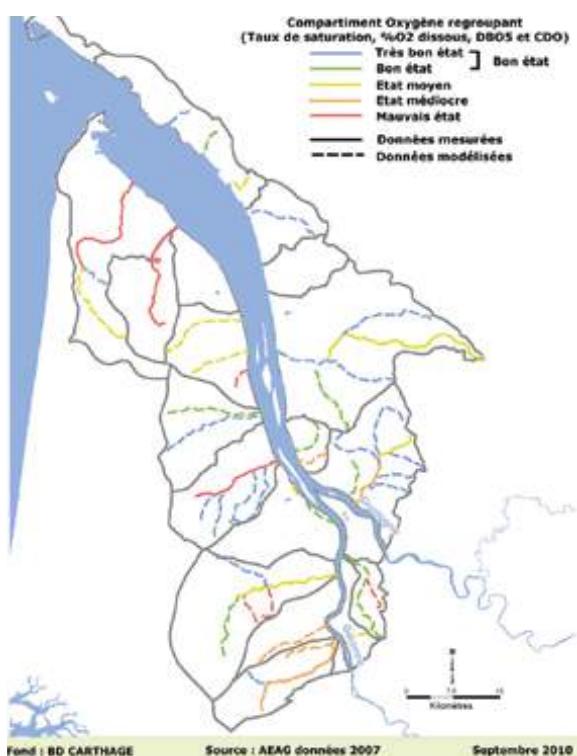 Compartiment Oxygène regroupant
(Taux de saturation, %O2 dissous, DBO5 et CDO)
Très bon état
Bon état
Bon état
Etat moyen
Etat médiocre
Mauvais état
Données mesurées
Données modélisées
Kilomètres
Fond : BD CARTHAGE Source : AEAG données 2007 Septembre 2010